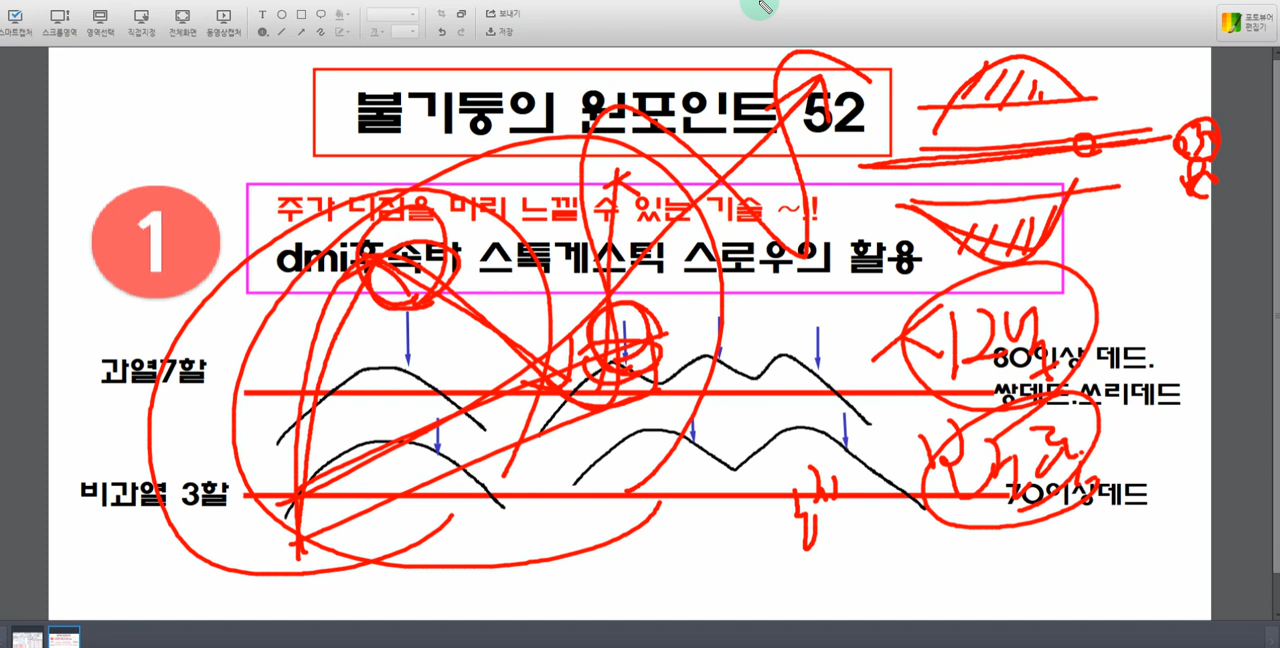 스마트캡처 스크롤영역 영역선택 직접지정 전체화면 동영상캡처
T
보내기
저장
포토뷰어
편집기
불기둥의 원포인트 52
1
주가 디짐을 미리 느낄 수 있는 기술 ~.!!
dmi후속타 스톡게스틱 스로우의 활용
과열7할
80이상 데드.
쌍데드.쓰리데드
비과열 3할
70이상데드